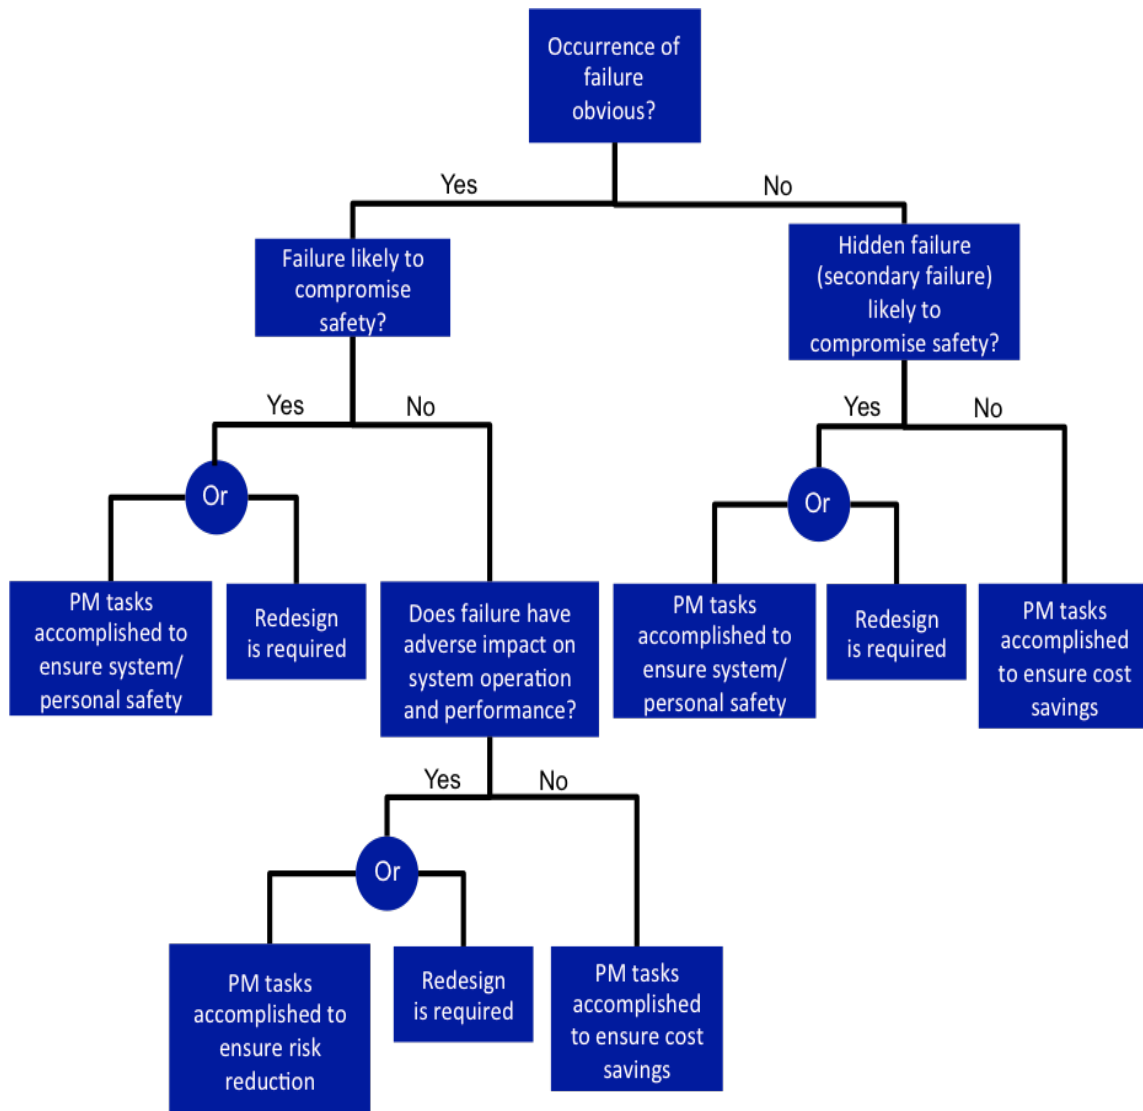 Occurrence of
failure
obvious?
Yes
No
Failure likely to
compromise
safety?
Hidden failure
(secondary failure)
likely to
compromise safety?
Yes
No
Yes
No
Or
Or
PM tasks
accomplished to
ensure system/
personal safety
Redesign
is required
Does failure have
adverse impact on
system operation
and performance?
PM tasks
accomplished to
ensure system/
personal safety
Redesign
is required
PM tasks
accomplished
to ensure cost
savings
Yes
No
Or
PM tasks
accomplished to
ensure risk
reduction
Redesign
is required
PM tasks
accomplished
to ensure cost
savings